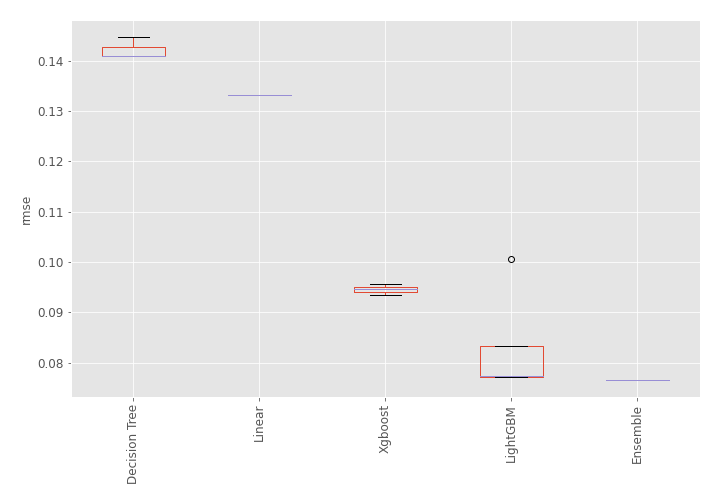 0.14
0.13
0.12
0.11
0.10
0.09
0.08
rmse
Decision Tree
Linear
Xgboost
LightGBM
Ensemble